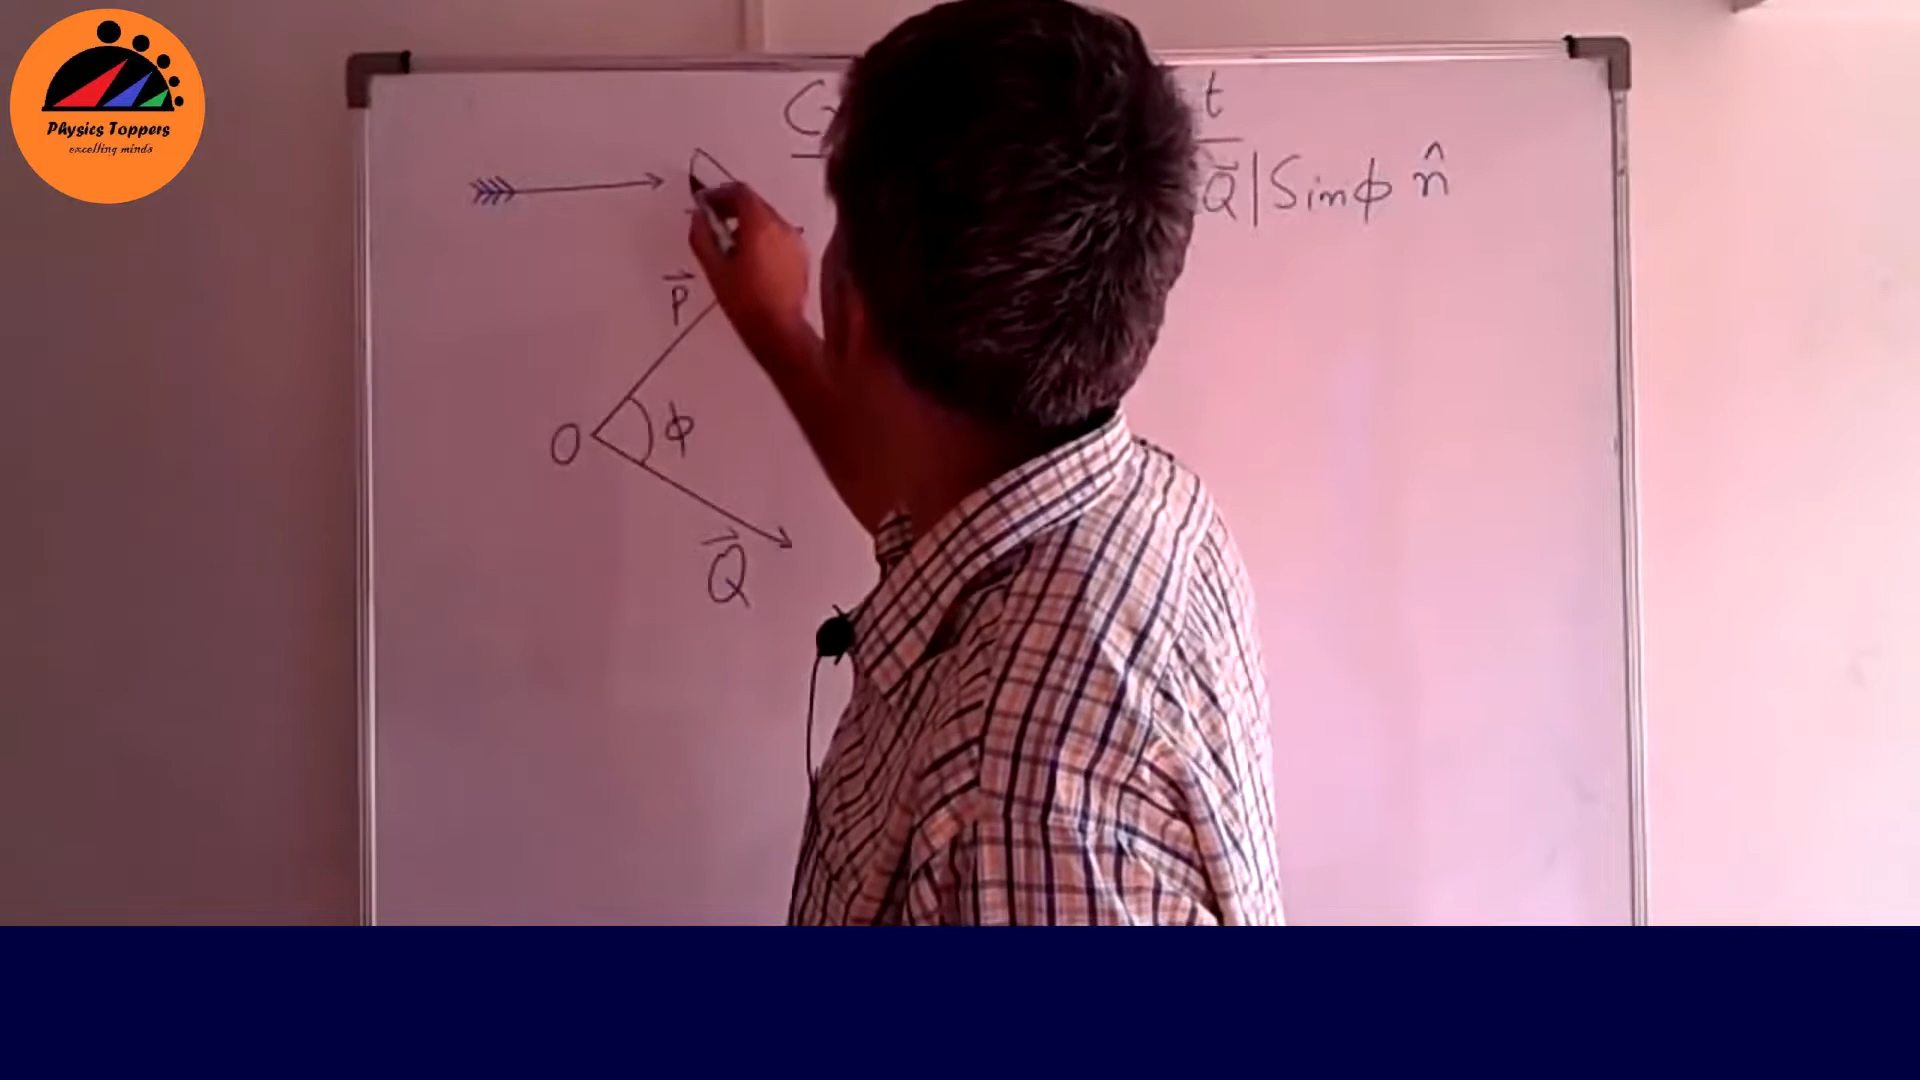 Physics Toppers
excelling minds
t
Q|Sinϕ n̂
P⃗
O ϕ
Q⃗